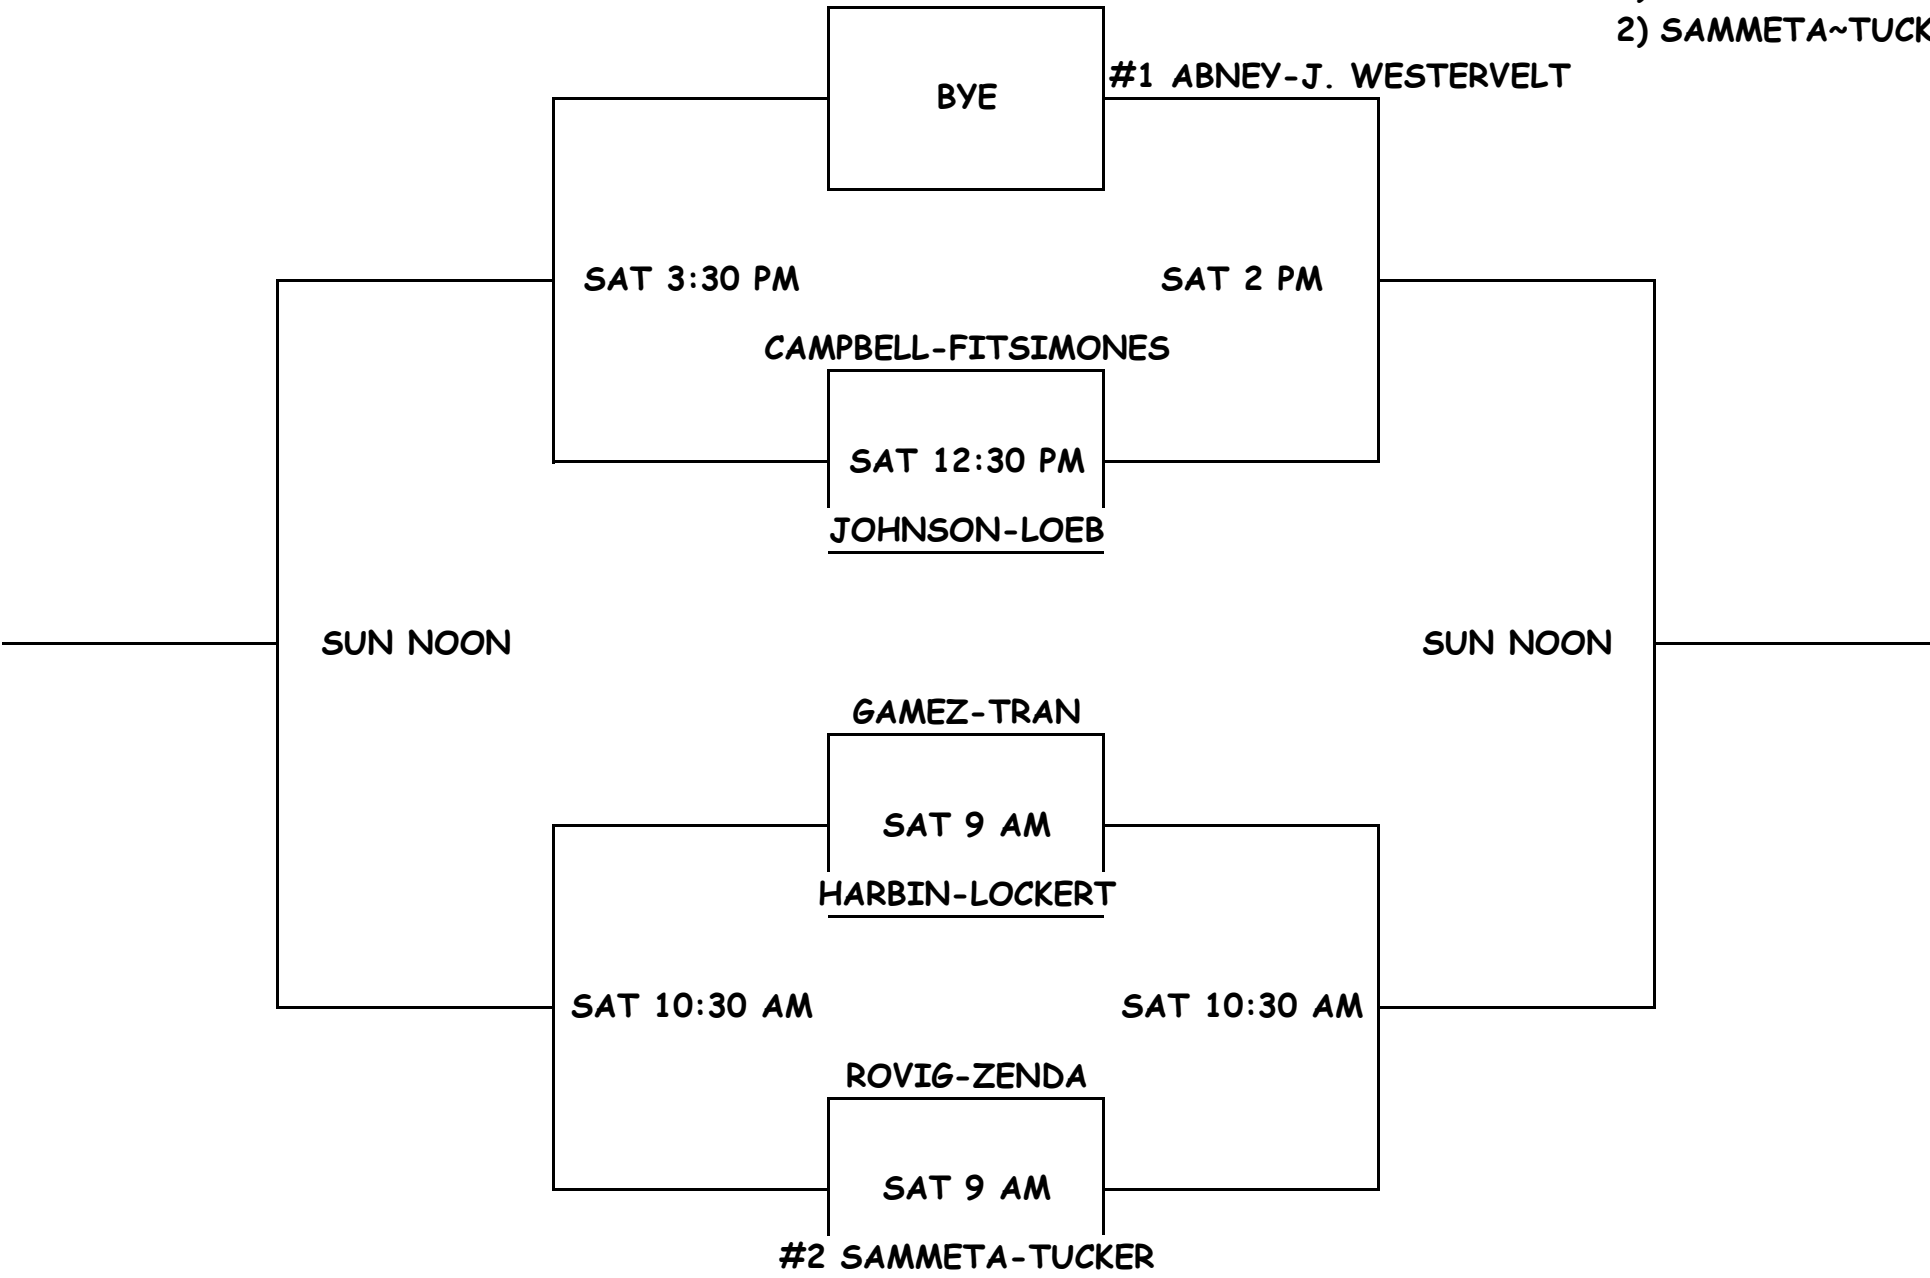 2) SAMMETA~TUCK
#1 ABNEY-J. WESTERVELT
BYE
SAT 3:30 PM
SAT 2 PM
CAMPBELL-FITSIMONES
SAT 12:30 PM
JOHNSON-LOEB
SUN NOON
SUN NOON
GAMEZ-TRAN
SAT 9 AM
HARBIN-LOCKERT
SAT 10:30 AM
SAT 10:30 AM
ROVIG-ZENDA
SAT 9 AM
#2 SAMMETA-TUCKER